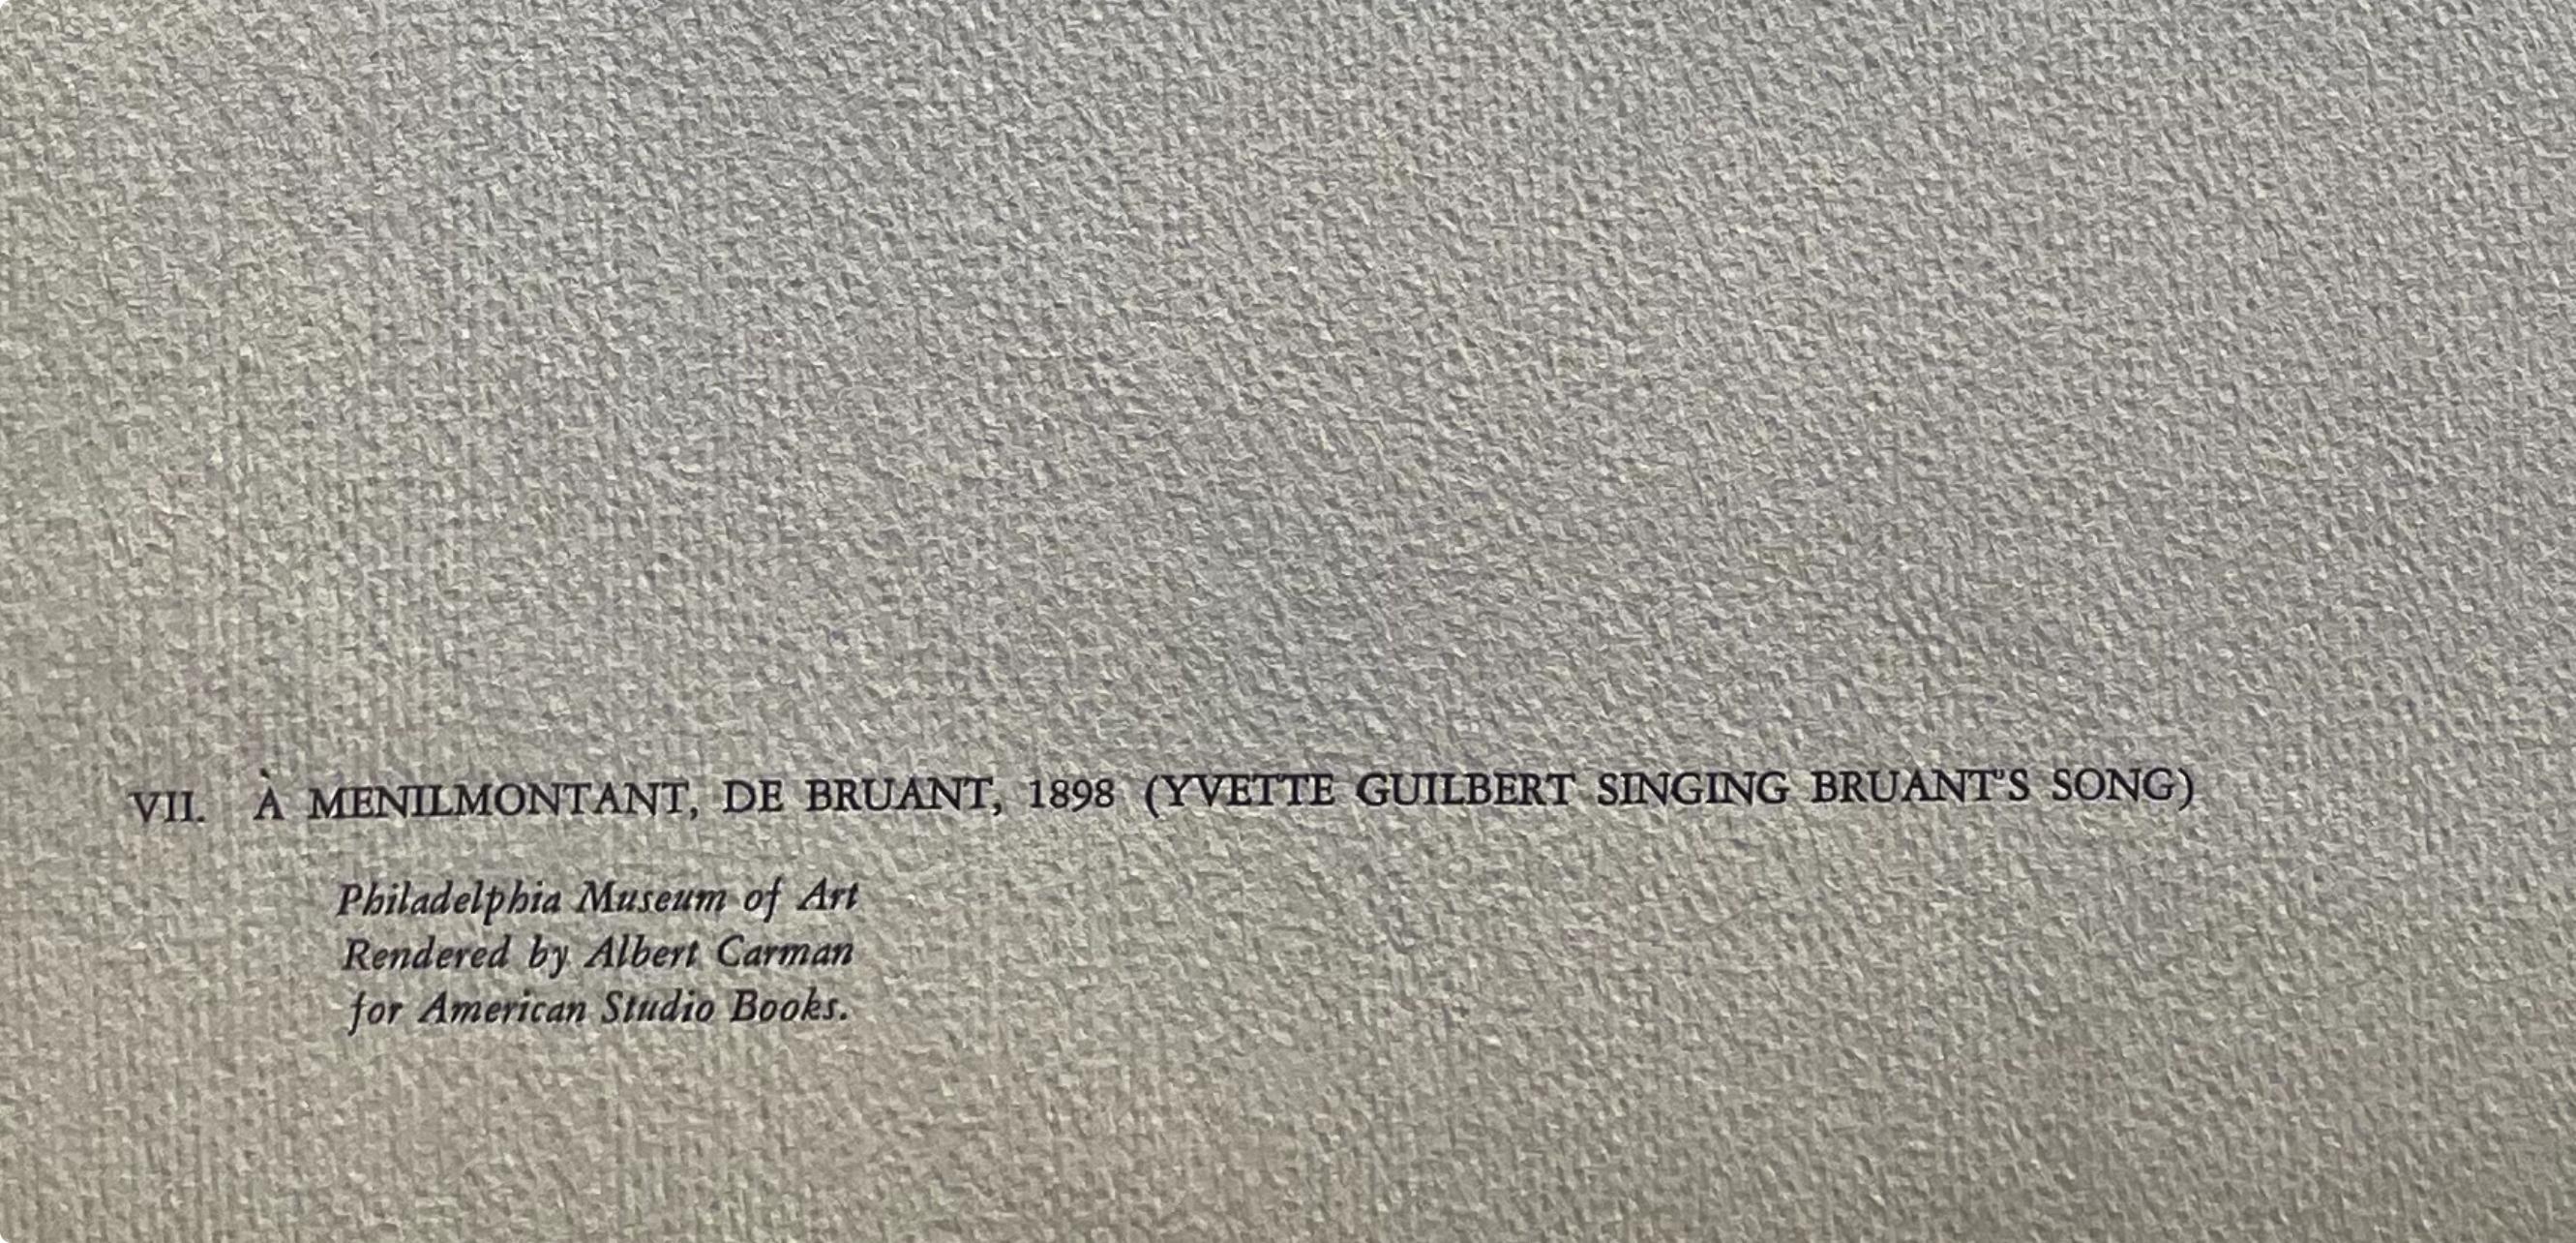 VII. À MENILMONTANT, DE BRUANT, 1898 (YVETTE GUILBERT SINGING BRUANT'S SONG)
Philadelphia Museum of Art
Rendered by Albert Carman
for American Studio Books.